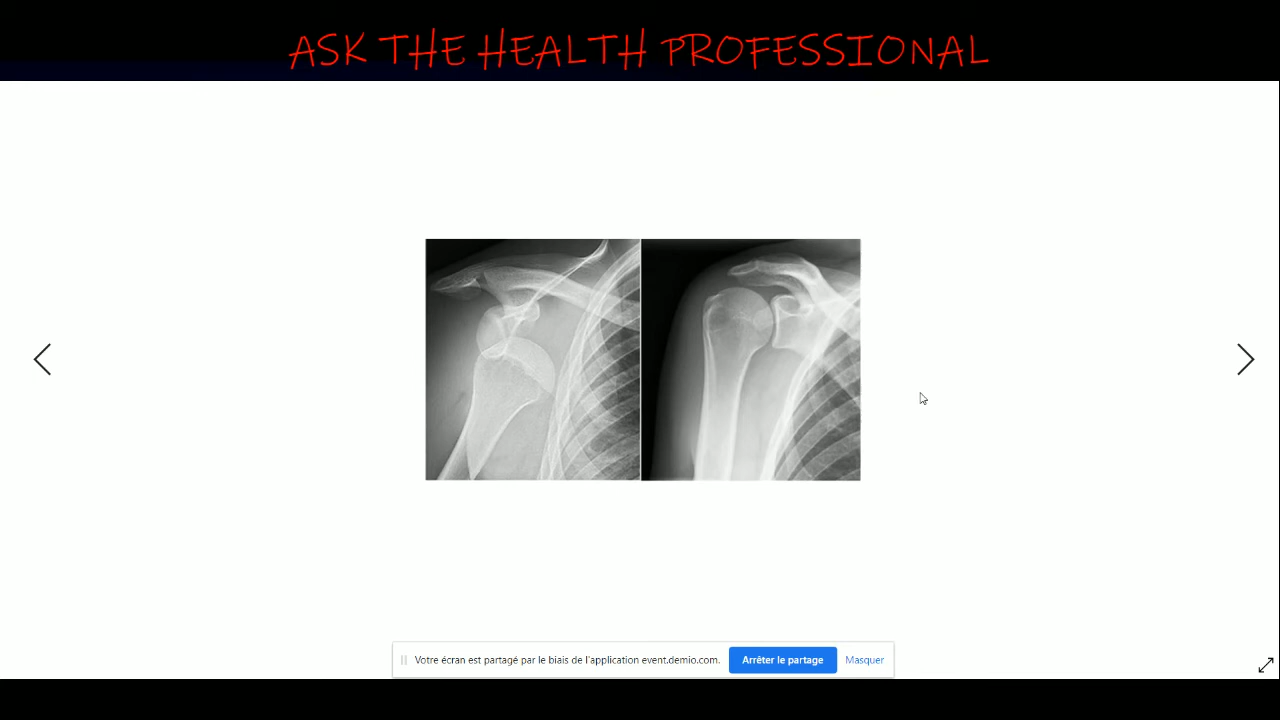 ASK THE HEALTH PROFESSIONAL
Votre écran est partagé par le biais de l'application event.demio.com. Arrêter le partage Masquer